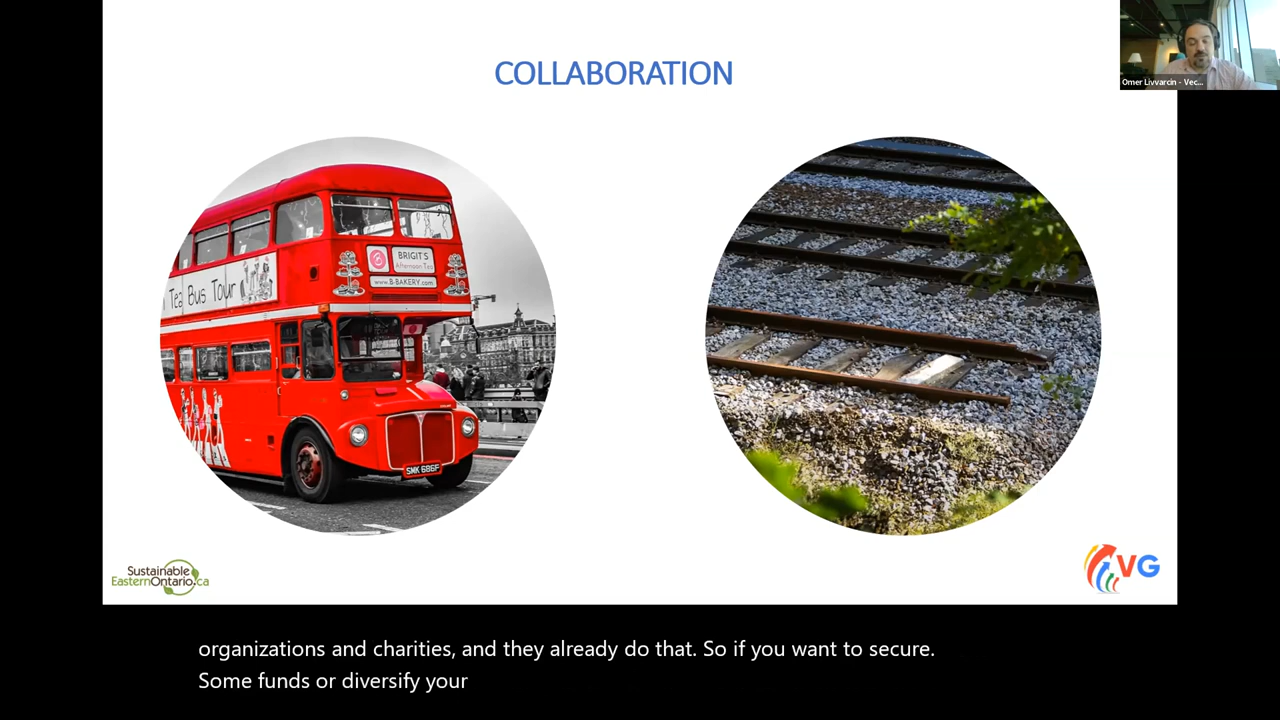 COLLABORATION
Omer Livvarcin - Vec...
BRIGIT'S
Afternoon Tea
www.B-BAKERY.com
Tea Bus Tour
SMK 686F
Sustainable
EasternOntario.ca
VG
organizations and charities, and they already do that. So if you want to secure.
Some funds or diversify your